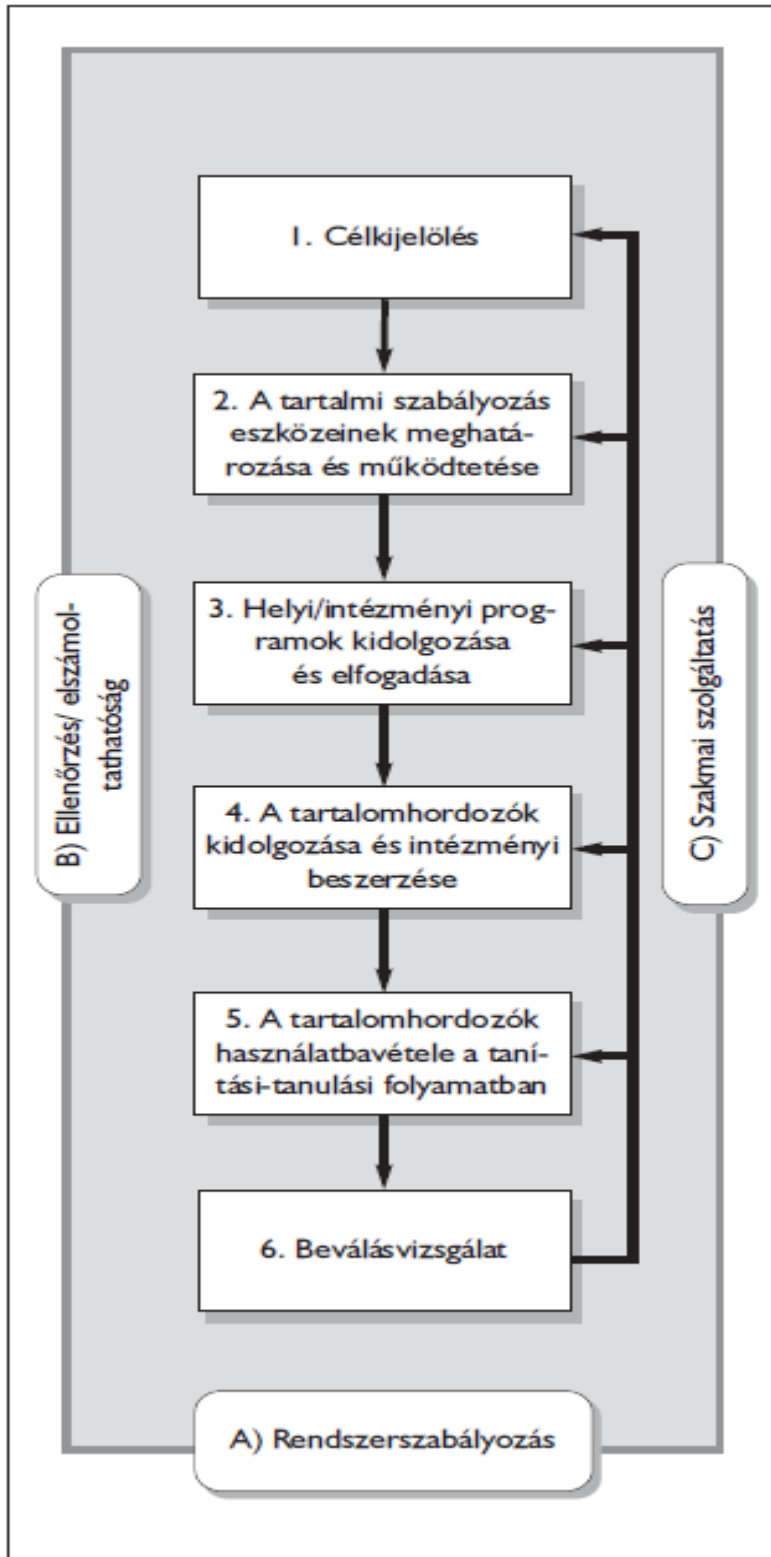 1. Célkijelölés
2. A tartalmi szabályozás
eszközeinek meghatá-
rozása és működtetése
3. Helyi/intézményi prog-
ramok kidolgozása
és elfogadása
B) Ellenőrzés/ elszámol-
tathatóság
C) Szakmai szolgáltatás
4. A tartalomhordozók
kidolgozása és intézményi
beszerzése
5. A tartalomhordozók
használatbavétele a taní-
tási-tanulási folyamatban
6. Beválásvizsgálat
A) Rendszerszabályozás